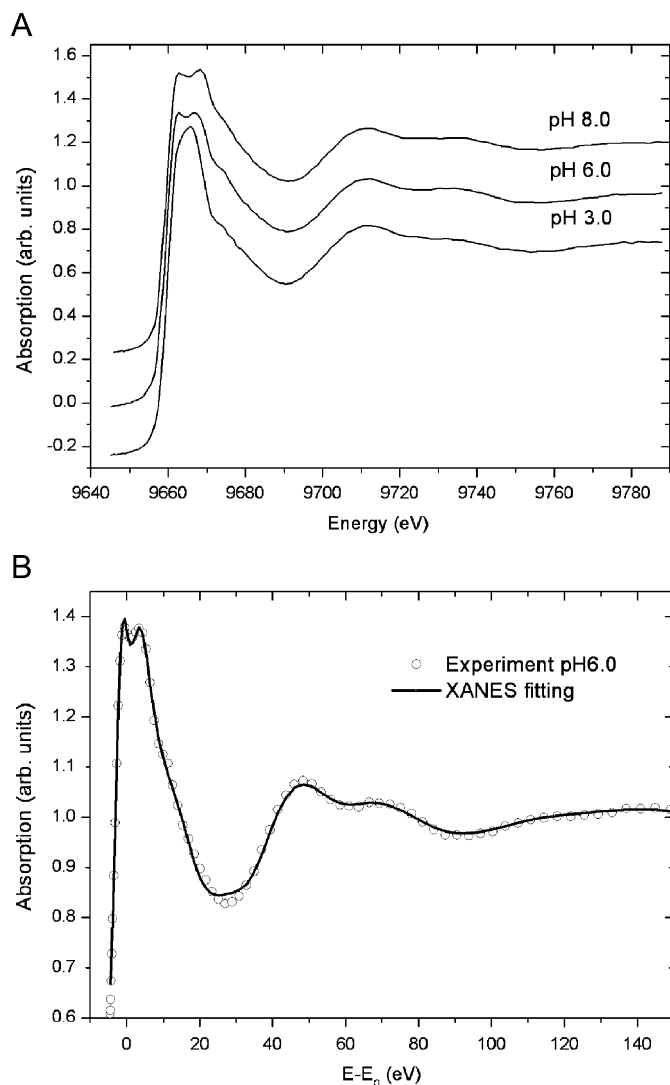 A
1.6
1.4
1.2
1.0
0.8
0.6
0.4
0.2
0.0
-0.2
Absorption (arb. units)
pH 8.0
pH 6.0
pH 3.0
9640 9660 9680 9700 9720 9740 9760 9780
Energy (eV)
B
1.4
1.3
1.2
1.1
1.0
0.9
0.8
0.7
0.6
Absorption (arb. units)
Experiment pH6.0
XANES fitting
0 20 40 60 80 100 120 140
E-E₀ (eV)